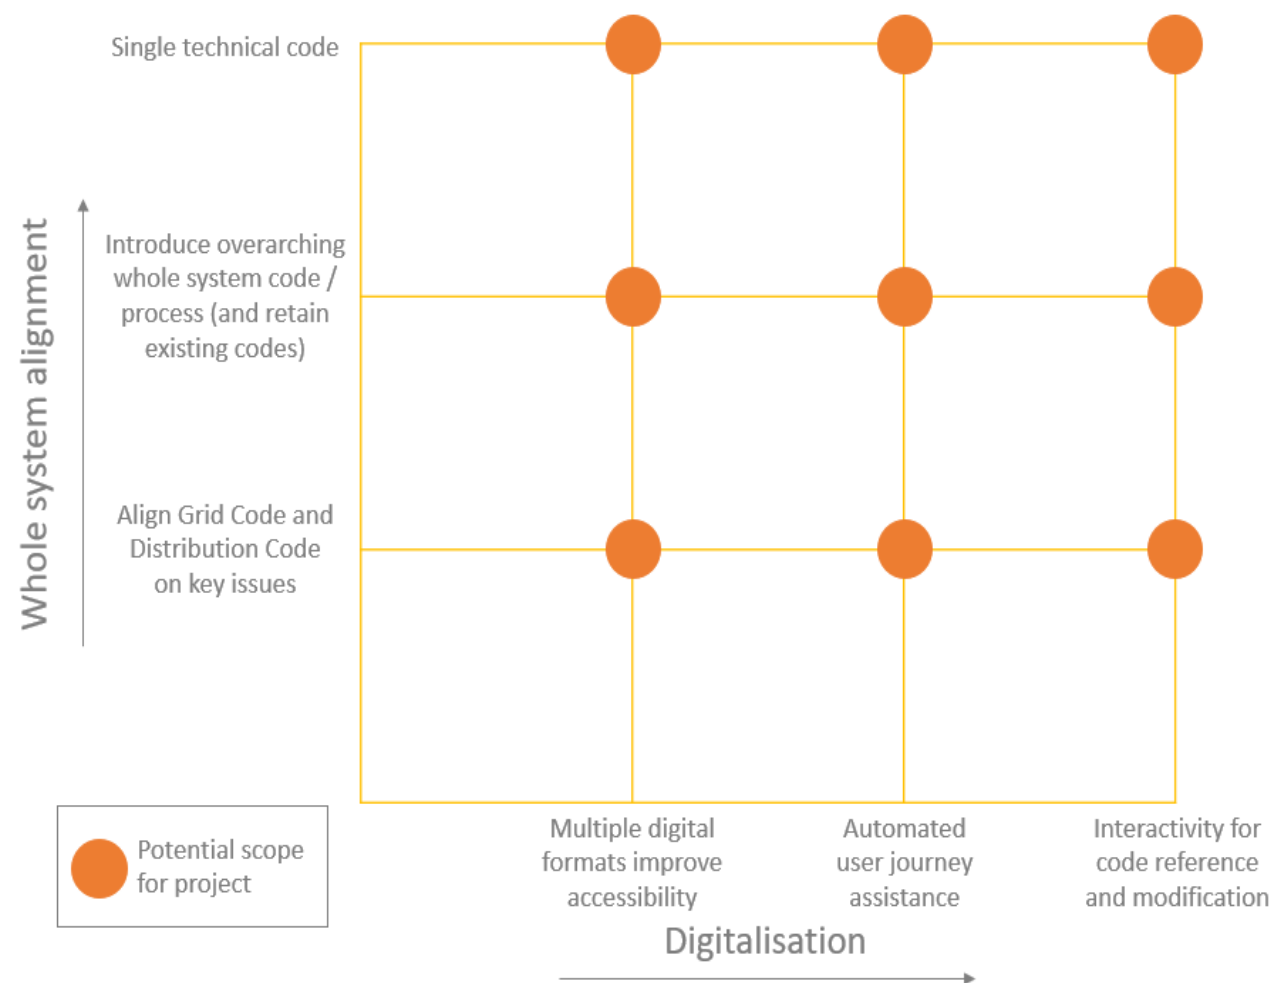 Single technical code
Whole system alignment
Introduce overarching
whole system code /
process (and retain
existing codes)
Align Grid Code and
Distribution Code
on key issues
Potential scope
for project
Multiple digital
formats improve
accessibility
Automated
user journey
assistance
Interactivity for
code reference
and modification
Digitalisation